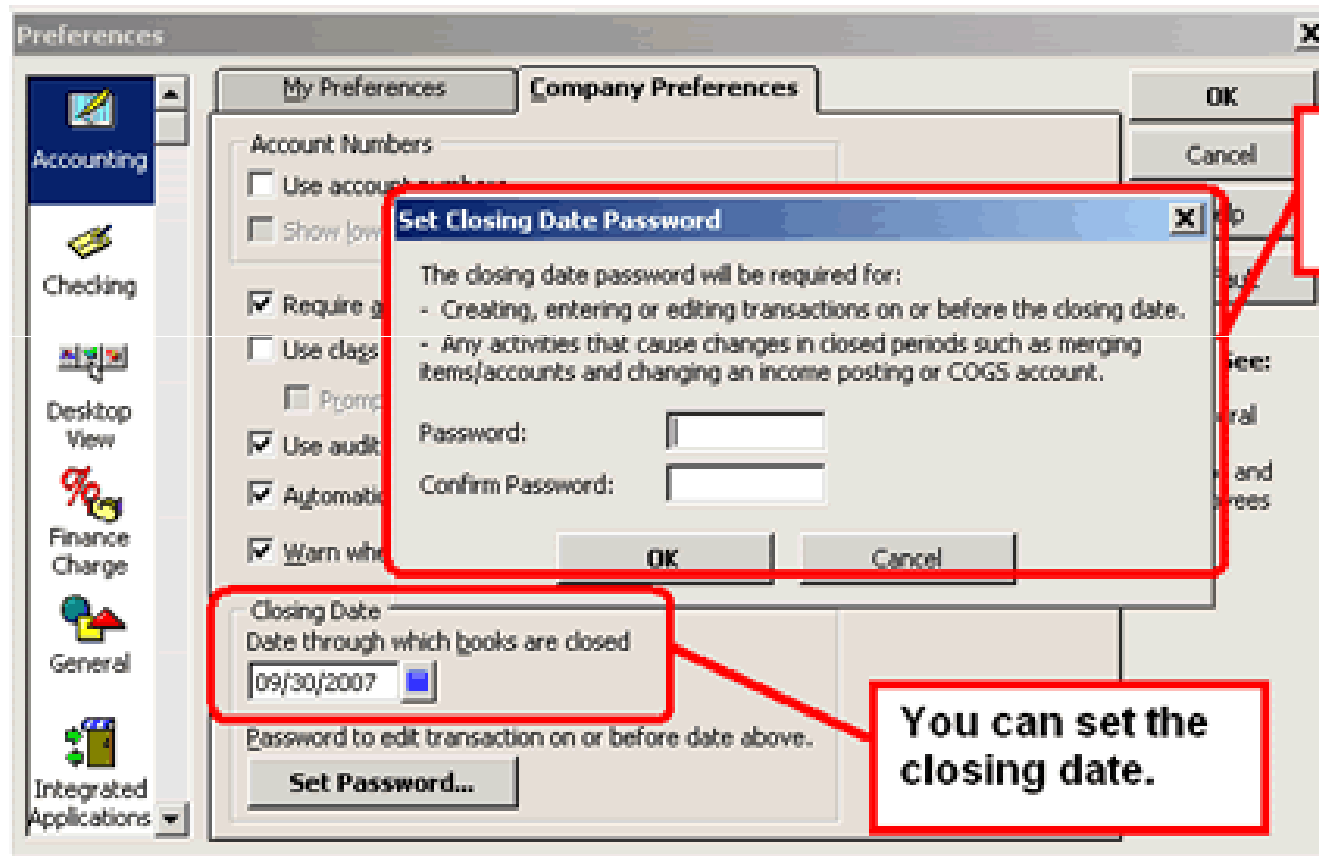 Preferences
My Preferences
Company Preferences
OK
Cancel
Accounting
Checking
Desktop
View
Finance
Charge
General
Integrated
Applications
Account Numbers
Use account numbers
Show low
Require
Use class
Use audit
Automatic
Warn whe
Set Closing Date Password
The closing date password will be required for:
- Creating, entering or editing transactions on or before the closing date.
- Any activities that cause changes in closed periods such as merging
items/accounts and changing an income posting or COGS account.
Password:
Confirm Password:
OK
Cancel
Closing Date
Date through which books are closed
09/30/2007
Password to edit transaction on or before date above.
Set Password...
You can set the
closing date.